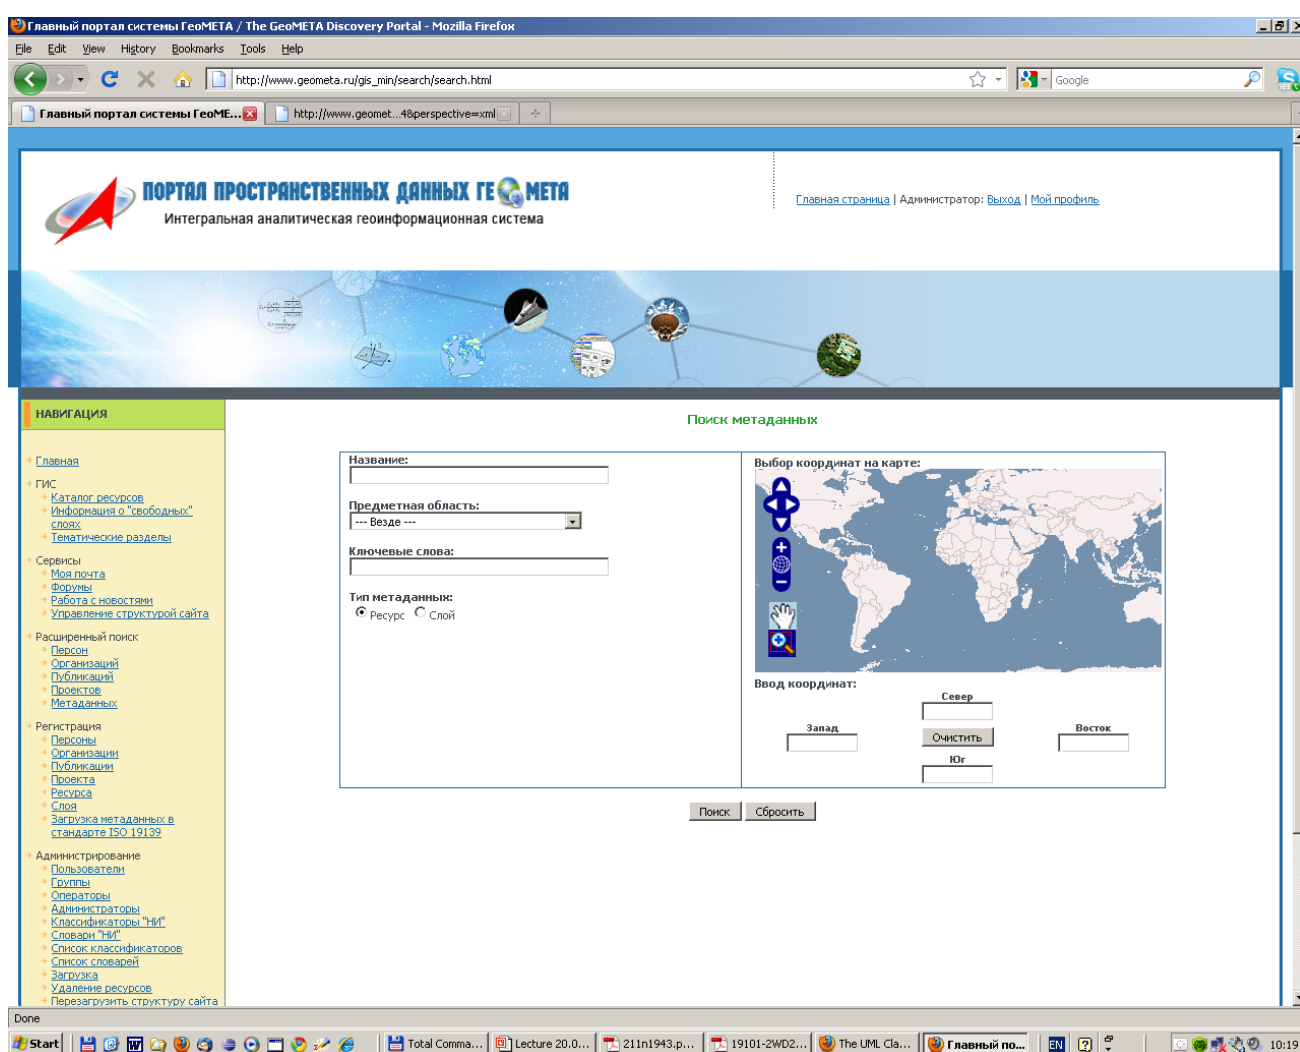 Главный портал системы ГеоМЕТА / The GeoMETA Discovery Portal - Mozilla Firefox
File Edit View History Bookmarks Tools Help
http://www.geometa.ru/gis_min/search/search.html
Google
Главный портал системы ГеоМЕ...
http://www.geomet...4&perspective=xml
ПОРТАЛ ПРОСТРАНСТВЕННЫХ ДАННЫХ ГЕОМЕТА
Интегральная аналитическая геоинформационная система
Главная страница | Администратор: Выход | Мой профиль
НАВИГАЦИЯ
Главная
ГИС
Каталог ресурсов
Информация о "свободных"
слоях
Тематические разделы
Сервисы
Моя почта
Форумы
Работа с новостями
Управление структурой сайта
Расширенный поиск
Персон
Организаций
Публикаций
Проектов
Метаданных
Регистрация
Персоны
Организации
Публикации
Проекта
Ресурса
Слоя
Загрузка метаданных в
стандарте ISO 19139
Администрирование
Пользователи
Группы
Операторы
Администраторы
Классификаторы "НИ"
Словари "НИ"
Список классификаторов
Список словарей
Загрузка
Удаление ресурсов
Перезагрузить структуру сайта
Поиск метаданных
Название:
Предметная область:
--- Везде ---
Ключевые слова:
Тип метаданных:
Ресурс Слой
Выбор координат на карте:
Ввод координат:
Север
Запад
Очистить
Восток
Юг
Поиск Сбросить
Done
Start Total Comma... Lecture 20.0... 211n1943.p... 19101-2WD2... The UML Cla... Главный по... EN 10:19